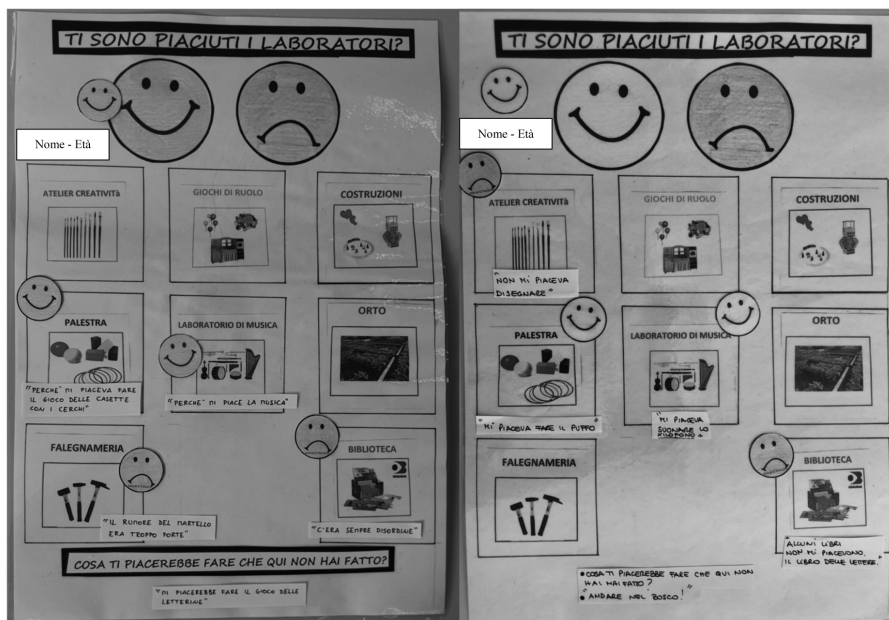 TI SONO PIACIUTI I LABORATORI?
Nome - Età
ATELIER CREATIVITà
GIOCHI DI RUOLO
COSTRUZIONI
PALESTRA
LABORATORIO DI MUSICA
ORTO
"PERCHE' MI PIACEVA FARE
IL GIOCO DELLE CASETTE
CON I CERCHI"
"PERCHE' MI PIACE LA MUSICA"
FALEGNAMERIA
BIBLIOTECA
"IL RUMORE DEL MARTELLO
ERA TROPPO FORTE"
"C'ERA SEMPRE DISORDINE"
COSA TI PIACEREBBE FARE CHE QUI NON HAI FATTO?
"MI PIACEREBBE FARE IL GIOCO DELLE
LETTERINE"
TI SONO PIACIUTI I LABORATORI?
Nome - Età
ATELIER CREATIVITà
GIOCHI DI RUOLO
COSTRUZIONI
"NON MI PIACEVA
DISEGNARE"
PALESTRA
LABORATORIO DI MUSICA
ORTO
"MI PIACEVA FARE IL PUFFO"
"MI PIACEVA
SUONARE LO
XILOFONO"
FALEGNAMERIA
BIBLIOTECA
"ALCUNI LIBRI
NON MI PIACEVONO,
IL LIBRO DELLE LETTERE."
• COSA TI PIACEREBBE FARE CHE QUI NON
HAI MAI FATTO?
• "ANDARE NEL BOSCO!"